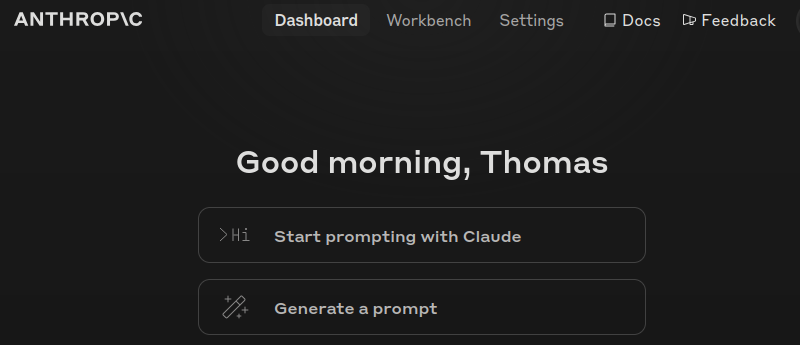 ANTHROP\C Dashboard Workbench Settings Docs Feedback
Good morning, Thomas
>Hi Start prompting with Claude
Generate a prompt